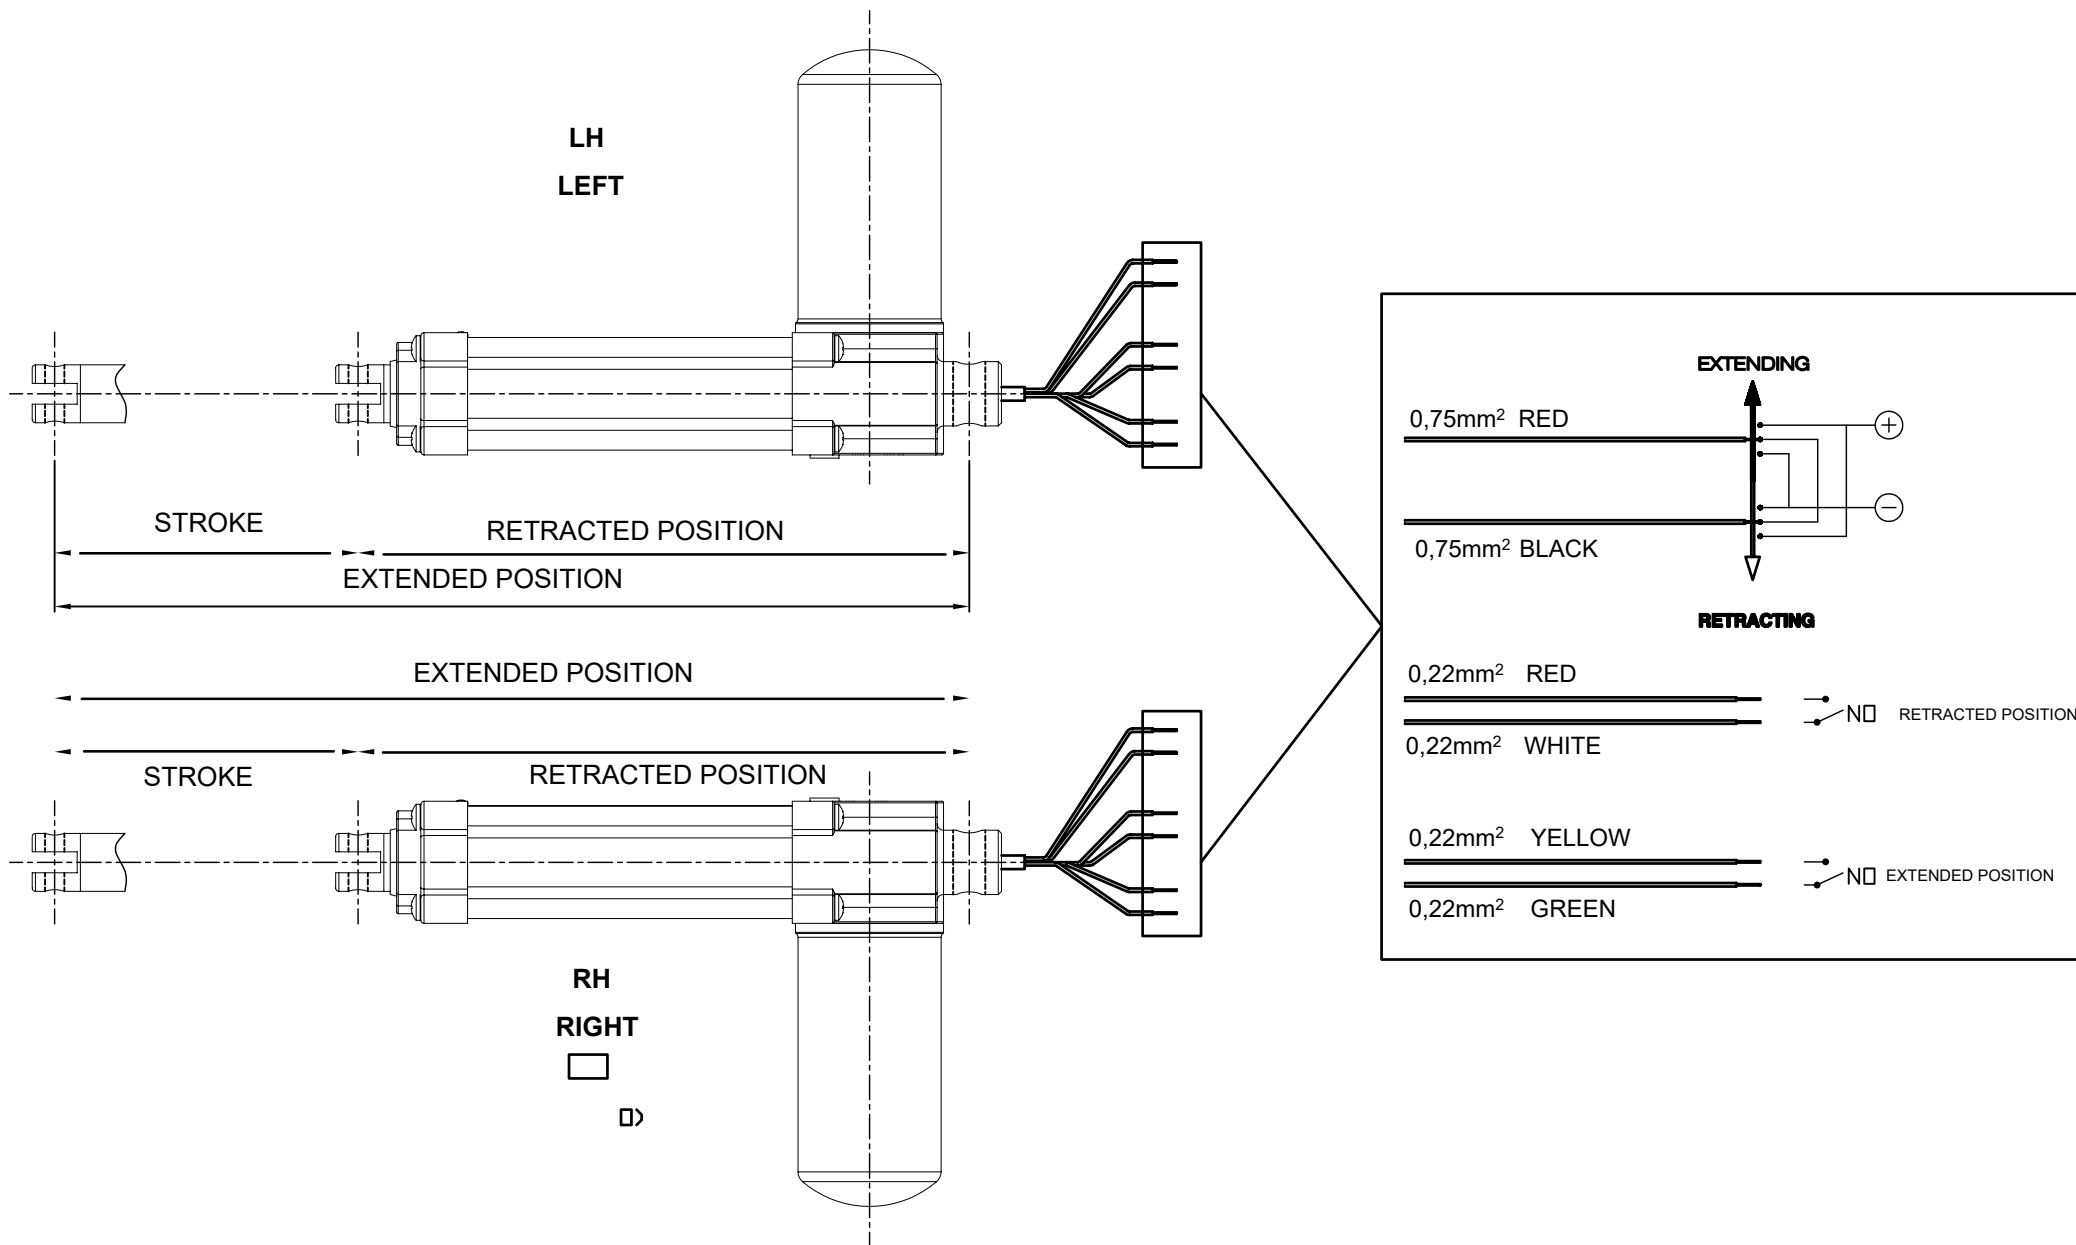 LH
LEFT
STROKE
RETRACTED POSITION
EXTENDED POSITION
EXTENDED POSITION
STROKE
RETRACTED POSITION
RH
RIGHT
EXTENDING
0,75mm² RED
+
−
0,75mm² BLACK
RETRACTING
0,22mm² RED
NO RETRACTED POSITION
0,22mm² WHITE
0,22mm² YELLOW
NO EXTENDED POSITION
0,22mm² GREEN